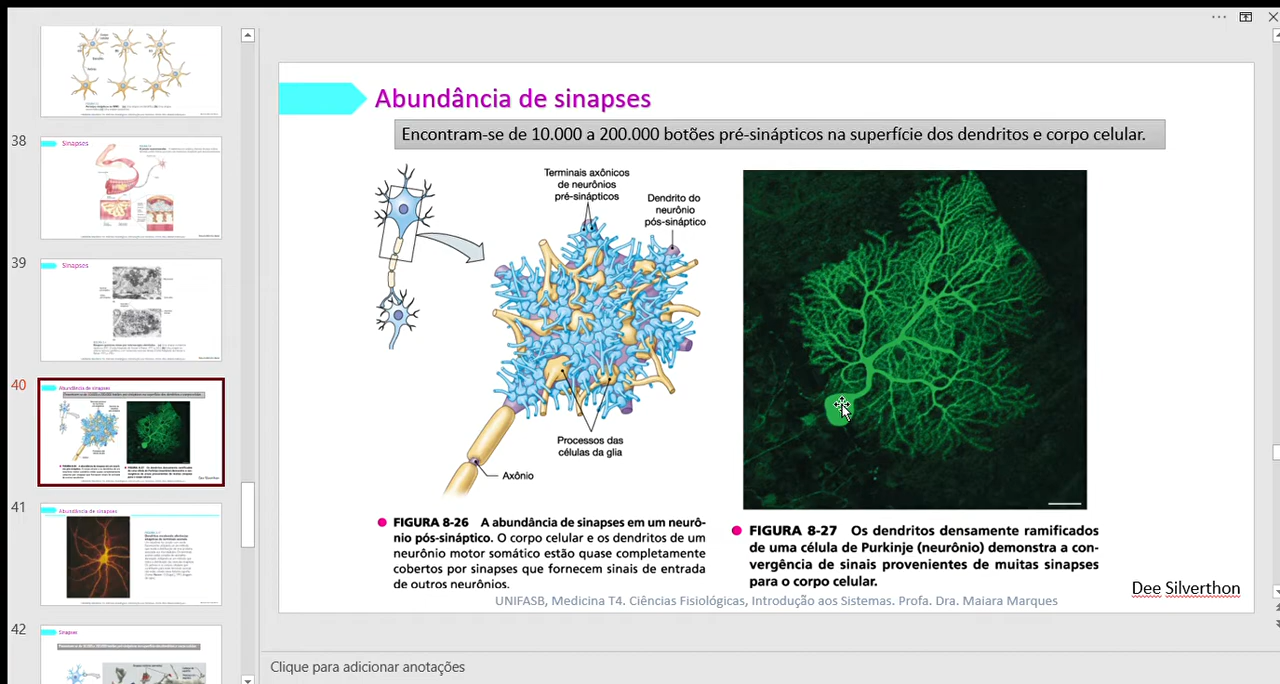 38
Sinapses
39
Sinapses
40
Abundância de sinapses
41
Abundância de sinapses
42
Sinapses
Abundância de sinapses
Encontram-se de 10.000 a 200.000 botões pré-sinápticos na superfície dos dendritos e corpo celular.
Terminais axônicos
de neurônios
pré-sinápticos
Dendrito do
neurônio
pós-sináptico
Processos das
células da glia
Axônio
FIGURA 8-26 A abundância de sinapses em um neurô-
nio pós-sináptico. O corpo celular e os dendritos de um
neurônio motor somático estão quase completamente
cobertos por sinapses que fornecem sinais de entrada
de outros neurônios.
FIGURA 8-27 Os dendritos densamente ramificados
de uma célula de Purkinje (neurônio) demonstra a con-
vergência de sinais provenientes de muitas sinapses
para o corpo celular.
Dee Silverthon
UNIFASB, Medicina T4. Ciências Fisiológicas, Introdução aos Sistemas. Profa. Dra. Maiara Marques
Clique para adicionar anotações